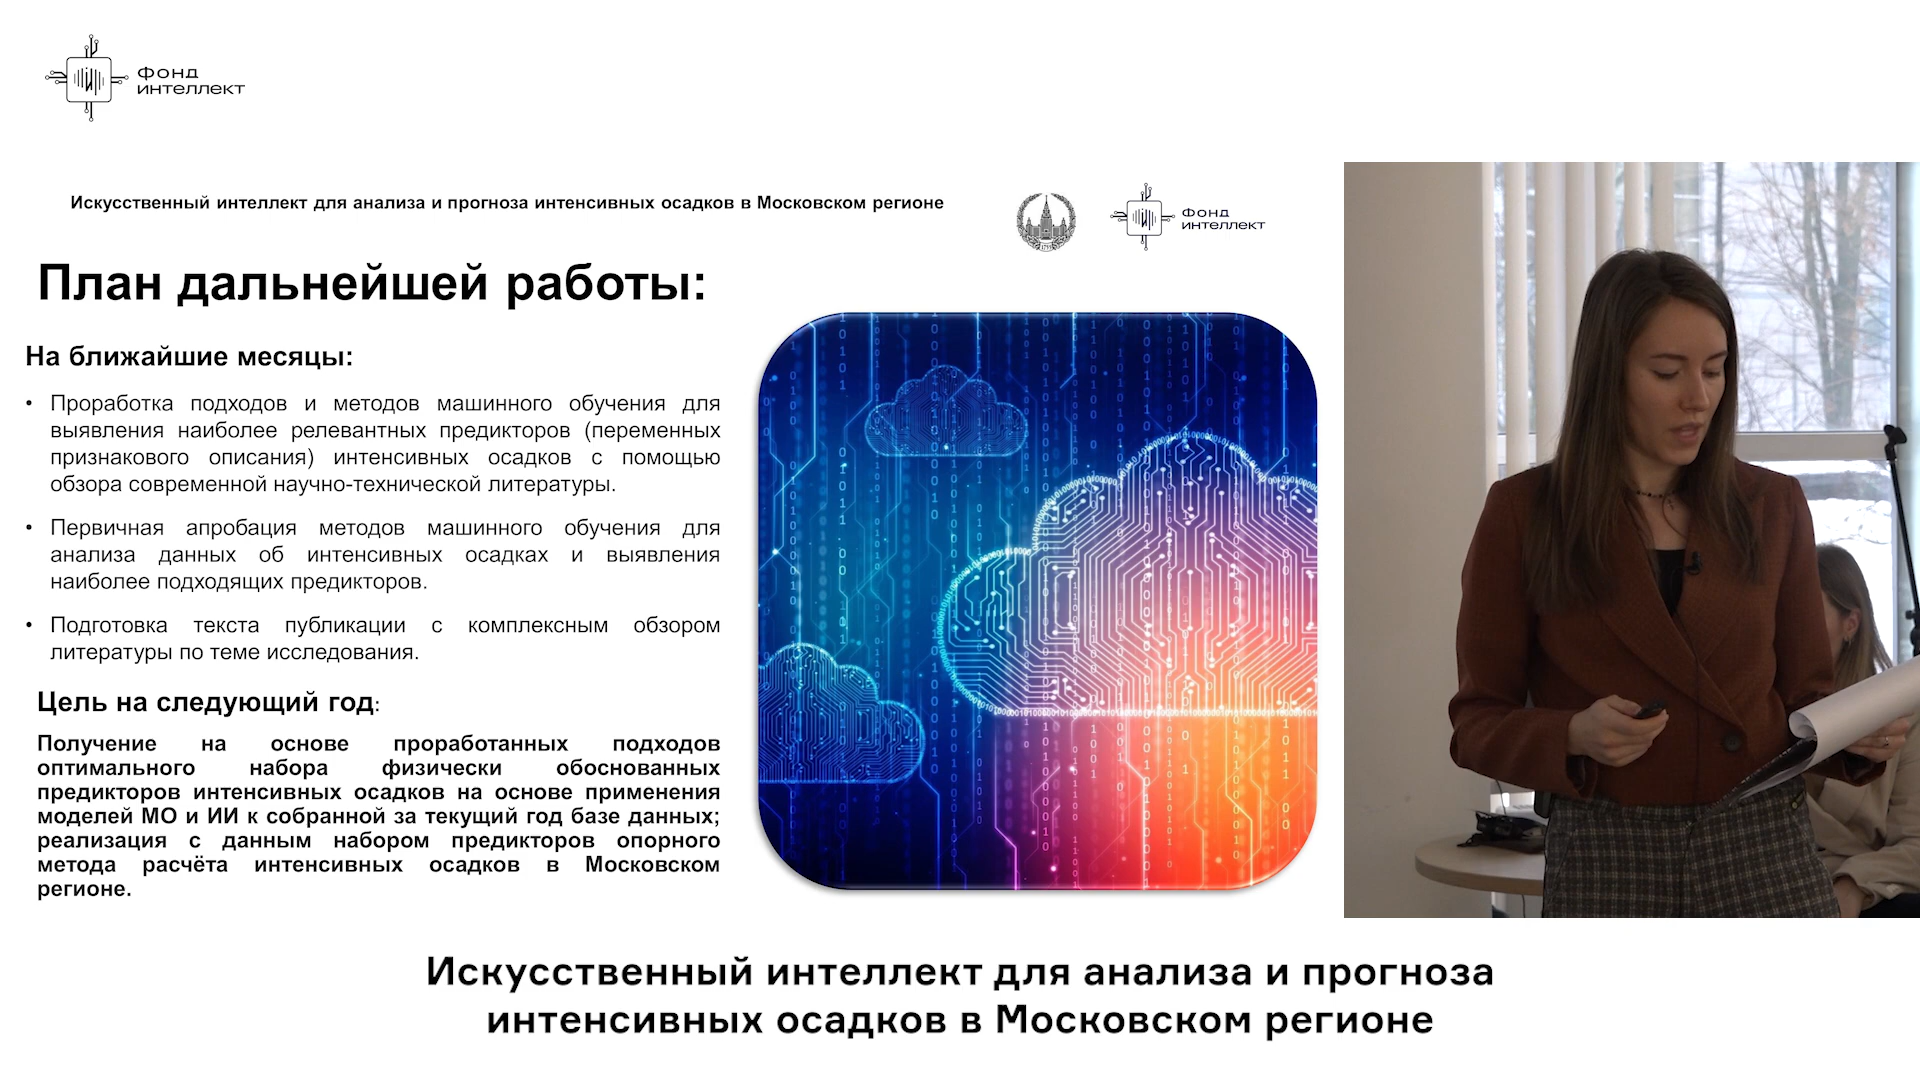 Фонд
интеллект
Искусственный интеллект для анализа и прогноза интенсивных осадков в Московском регионе
Фонд
интеллект
План дальнейшей работы:
На ближайшие месяцы:
• Проработка подходов и методов машинного обучения для
выявления наиболее релевантных предикторов (переменных
признакового описания) интенсивных осадков с помощью
обзора современной научно-технической литературы.
• Первичная апробация методов машинного обучения для
анализа данных об интенсивных осадках и выявления
наиболее подходящих предикторов.
• Подготовка текста публикации с комплексным обзором
литературы по теме исследования.
Цель на следующий год:
Получение на основе проработанных подходов
оптимального набора физически обоснованных
предикторов интенсивных осадков на основе применения
моделей МО и ИИ к собранной за текущий год базе данных;
реализация с данным набором предикторов опорного
метода расчёта интенсивных осадков в Московском
регионе.
Искусственный интеллект для анализа и прогноза
интенсивных осадков в Московском регионе